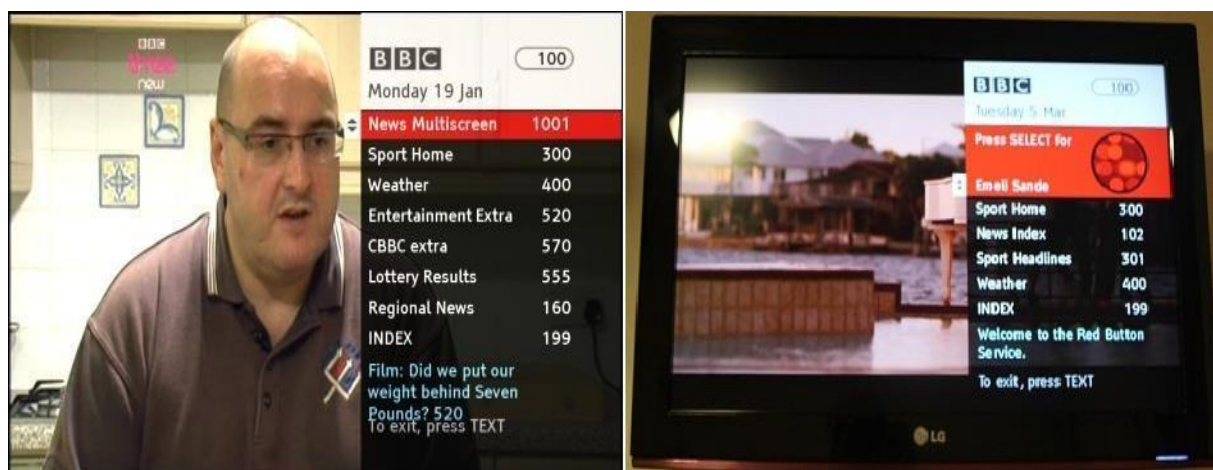 BBC
three
new
BBC 100
Monday 19 Jan
News Multiscreen 1001
Sport Home 300
Weather 400
Entertainment Extra 520
CBBC extra 570
Lottery Results 555
Regional News 160
INDEX 199
Film: Did we put our
weight behind Seven
Pounds? 520
To exit, press TEXT
BBC 100
Tuesday 5 Mar
Press SELECT for
Emeli Sande
Sport Home 300
News Index 102
Sport Headlines 301
Weather 400
INDEX 199
Welcome to the Red Button
Service.
To exit, press TEXT
LG